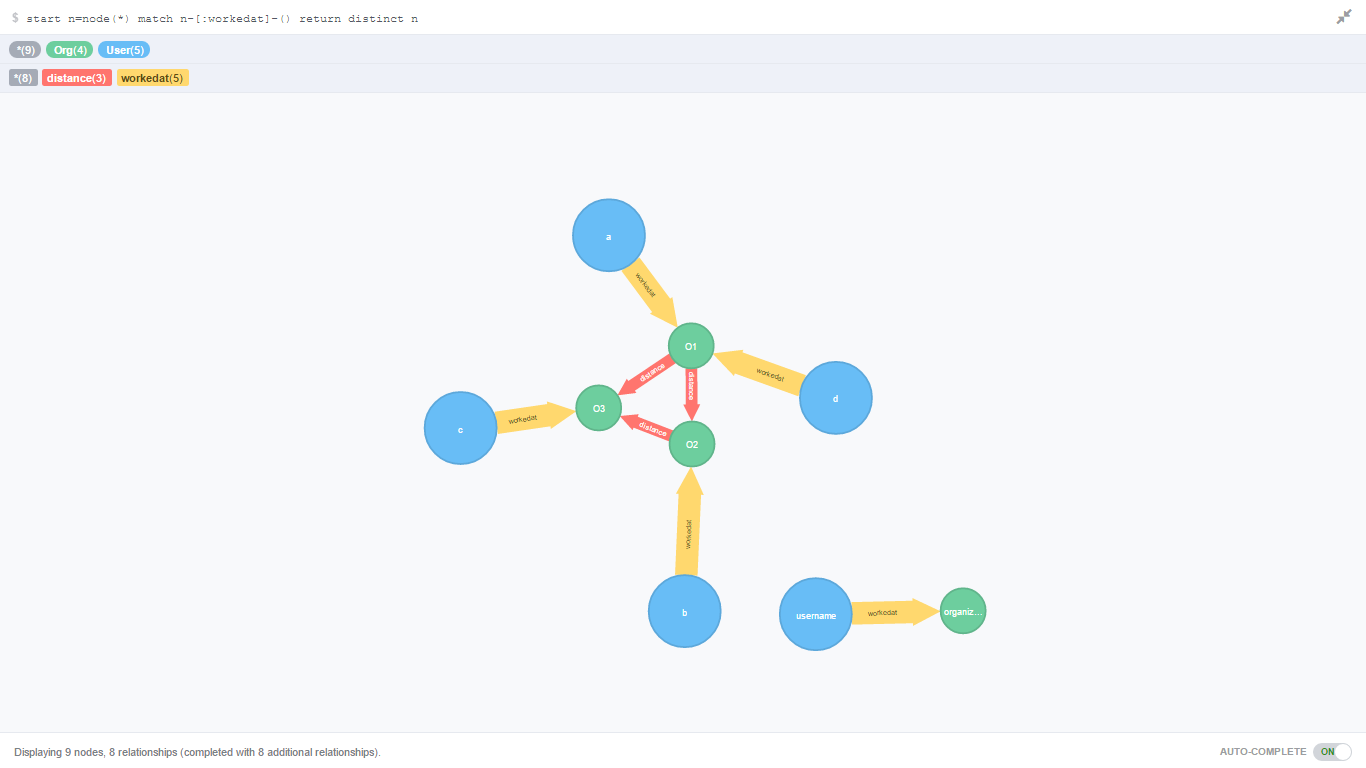 $ start n=node(*) match n-[:workedat]-() return distinct n
*(9) Org(4) User(5)
*(8) distance(3) workedat(5)
a
workedat
O1
distance
distance
workedat
d
O3
c
workedat
distance
O2
workedat
b
username
workedat
organiz...
Displaying 9 nodes, 8 relationships (completed with 8 additional relationships).
AUTO-COMPLETE ON